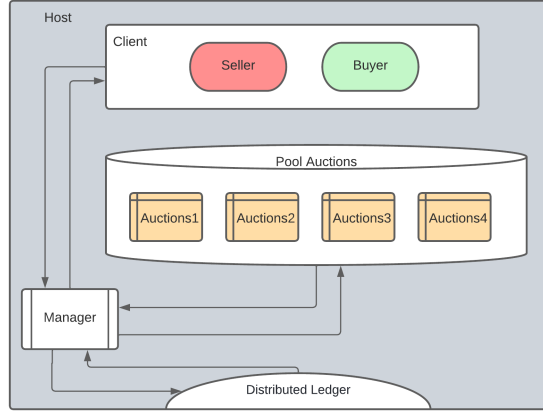 Host
Client
Seller
Buyer
Pool Auctions
Auctions1
Auctions2
Auctions3
Auctions4
Manager
Distributed Ledger